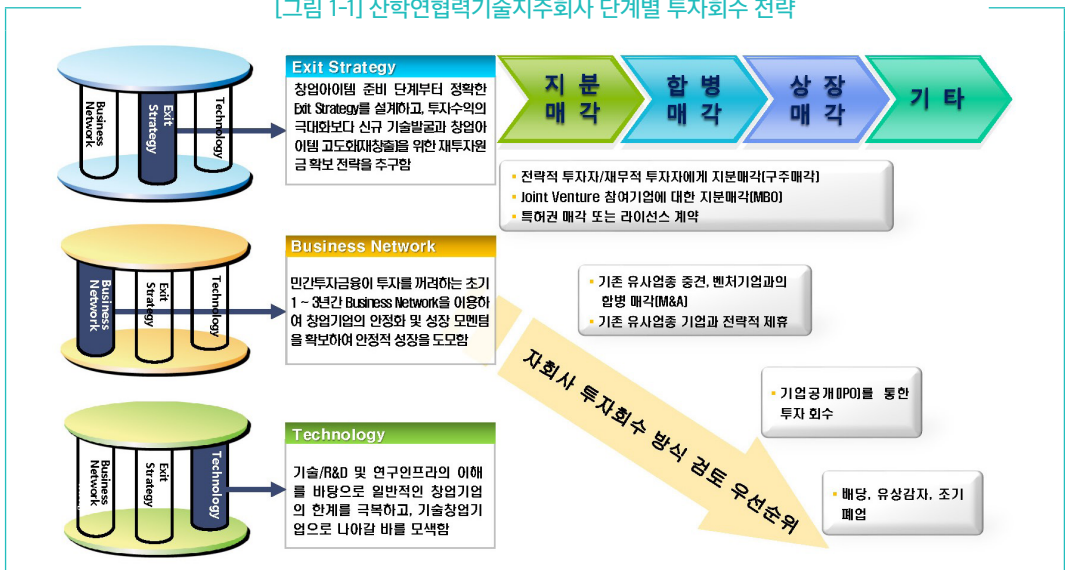 [그림 1-1] 산학연협력기술지주회사 단계별 투자회수 전략
Business
Network
Exit
Strategy
Technology
Exit Strategy
창업아이템 준비 단계부터 정확한
Exit Strategy를 설계하고, 투자수익의
극대화보다 신규 기술발굴과 창업아
이템 고도화(재창출)을 위한 재투자원
금 확보 전략을 추구함
지 분
매 각
합 병
매 각
상 장
매 각
기 타
▪ 전략적 투자자/재무적 투자자에게 지분매각(구주매각)
▪ Joint Venture 참여기업에 대한 지분매각(MBO)
▪ 특허권 매각 또는 라이선스 계약
Business
Network
Exit
Strategy
Technology
Business Network
민간투자금융이 투자를 꺼려하는 초기
1 ~ 3년간 Business Network을 이용하
여 창업기업의 안정화 및 성장 모멘텀
을 확보하여 안정적 성장을 도모함
▪ 기존 유사업종 중견, 벤처기업과의
합병 매각(M&A)
▪ 기존 유사업종 기업과 전략적 제휴
자회사 투자회수 방식 검토 우선순위
▪ 기업공개(IPO)를 통한
투자 회수
Business
Network
Exit
Strategy
Technology
Technology
기술/R&D 및 연구인프라의 이해
를 바탕으로 일반적인 창업기업
의 한계를 극복하고, 기술창업기
업으로 나아갈 바를 모색함
▪ 배당, 유상감자, 조기
폐업